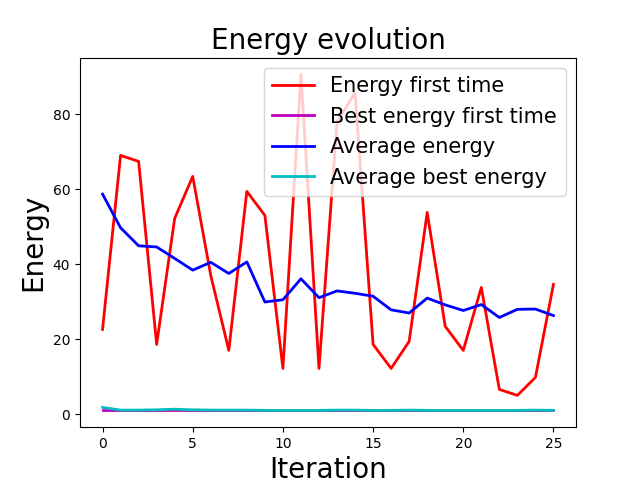 Energy evolution
Energy first time
Best energy first time
Average energy
Average best energy
Energy
80
60
40
20
0
0 5 10 15 20 25
Iteration